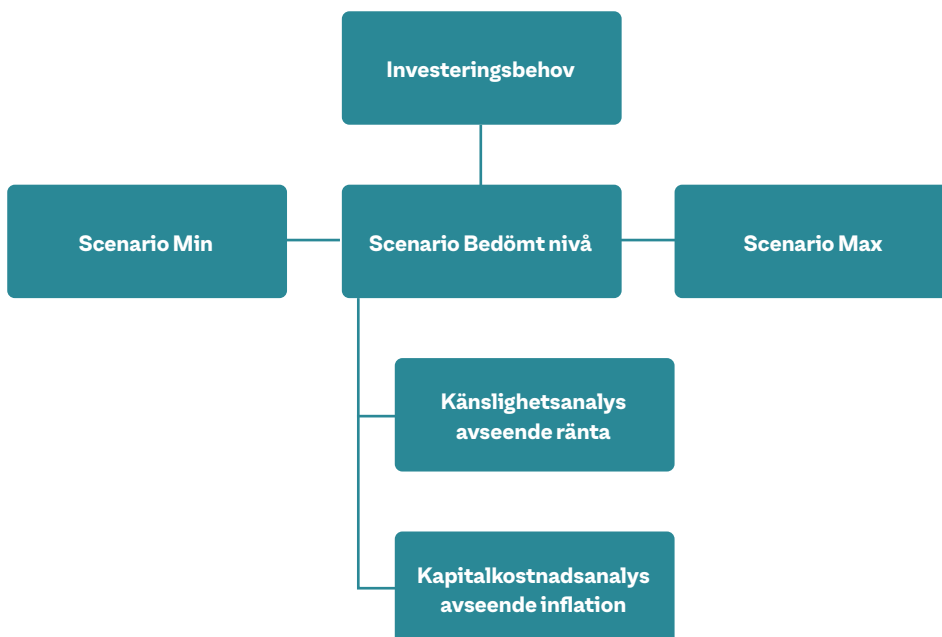 Investeringsbehov
Scenario Min
Scenario Bedömt nivå
Scenario Max
Känslighetsanalys
avseende ränta
Kapitalkostnadsanalys
avseende inflation